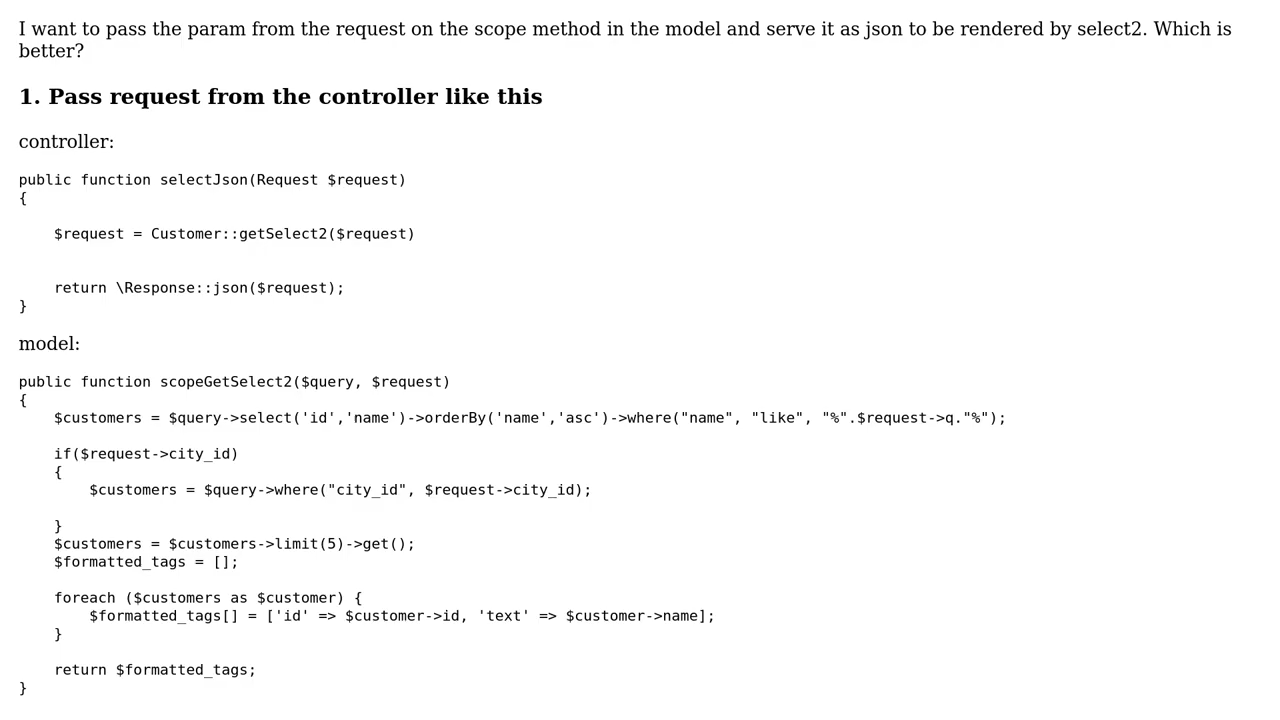 I want to pass the param from the request on the scope method in the model and serve it as json to be rendered by select2. Which is
better?
1. Pass request from the controller like this
controller:
public function selectJson(Request $request)
{
    $request = Customer::getSelect2($request)
    return \Response::json($request);
}
model:
public function scopeGetSelect2($query, $request)
{
    $customers = $query->select('id','name')->orderBy('name','asc')->where("name", "like", "%".$request->q."%");
    if($request->city_id)
    {
        $customers = $query->where("city_id", $request->city_id);
    }
    $customers = $customers->limit(5)->get();
    $formatted_tags = [];
    foreach ($customers as $customer) {
        $formatted_tags[] = ['id' => $customer->id, 'text' => $customer->name];
    }
    return $formatted_tags;
}